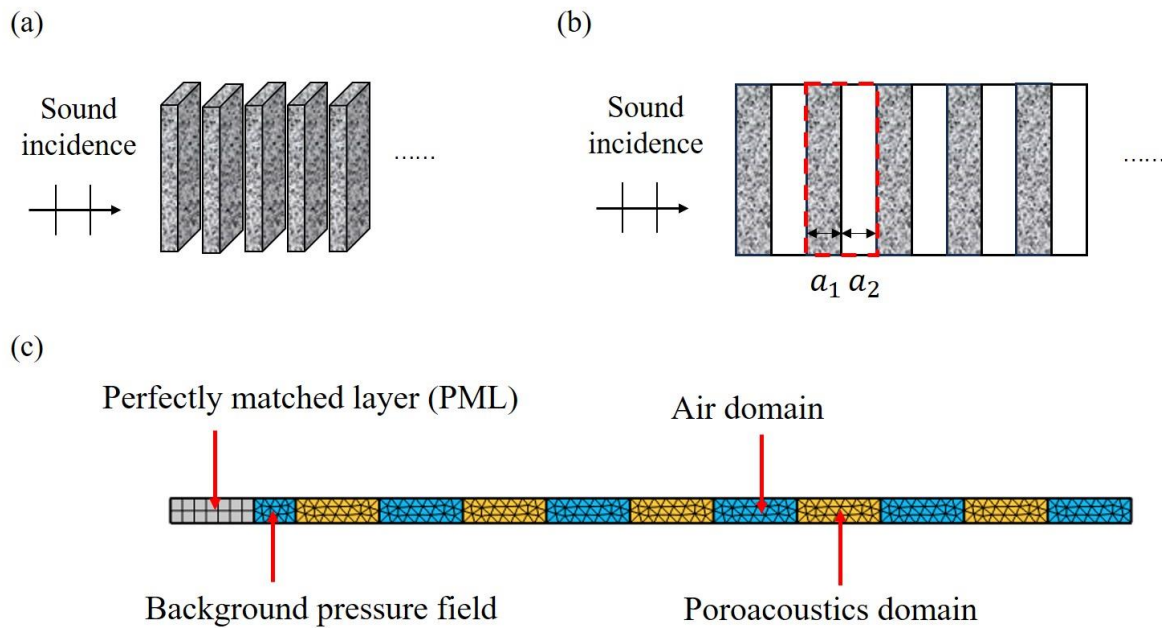 (a)
Sound
incidence
......
(b)
Sound
incidence
......
a₁ a₂
(c)
Perfectly matched layer (PML)
Air domain
Background pressure field
Poroacoustics domain